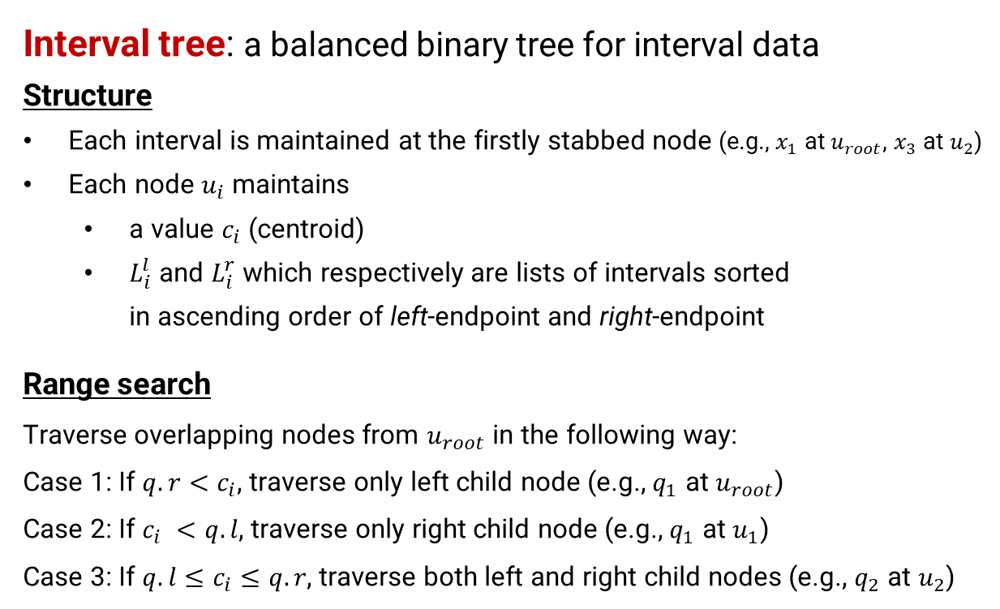 Interval tree: a balanced binary tree for interval data
Structure
• Each interval is maintained at the firstly stabbed node (e.g., $x_1$ at $u_{root}$, $x_3$ at $u_2$)
• Each node $u_i$ maintains
• a value $c_i$ (centroid)
• $L_i^l$ and $L_i^r$ which respectively are lists of intervals sorted
in ascending order of left-endpoint and right-endpoint
Range search
Traverse overlapping nodes from $u_{root}$ in the following way:
Case 1: If $q.r < c_i$, traverse only left child node (e.g., $q_1$ at $u_{root}$)
Case 2: If $c_i < q.l$, traverse only right child node (e.g., $q_1$ at $u_1$)
Case 3: If $q.l \leq c_i \leq q.r$, traverse both left and right child nodes (e.g., $q_2$ at $u_2$)